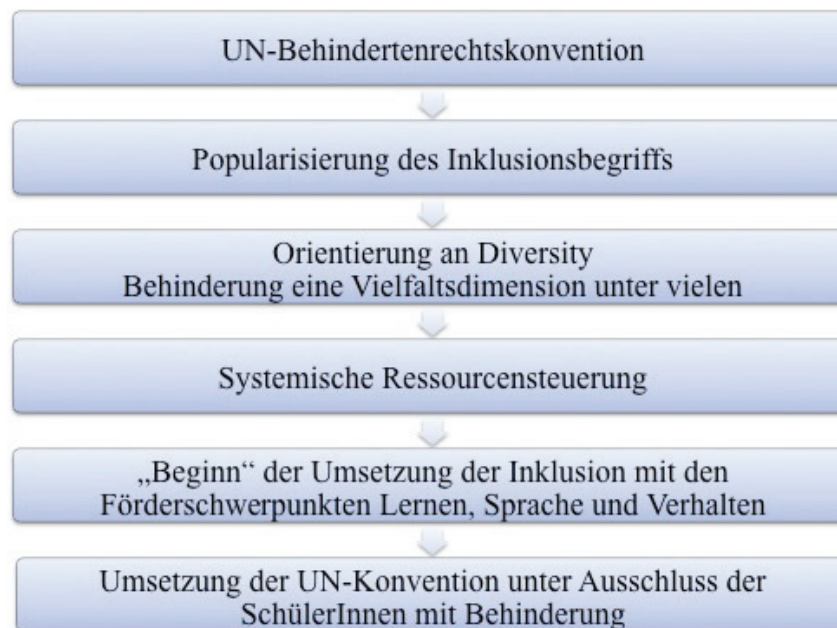 UN-Behindertenrechtskonvention
Popularisierung des Inklusionsbegriffs
Orientierung an Diversity
Behinderung eine Vielfaltsdimension unter vielen
Systemische Ressourcensteuerung
„Beginn“ der Umsetzung der Inklusion mit den
Förderschwerpunkten Lernen, Sprache und Verhalten
Umsetzung der UN-Konvention unter Ausschluss der
SchülerInnen mit Behinderung